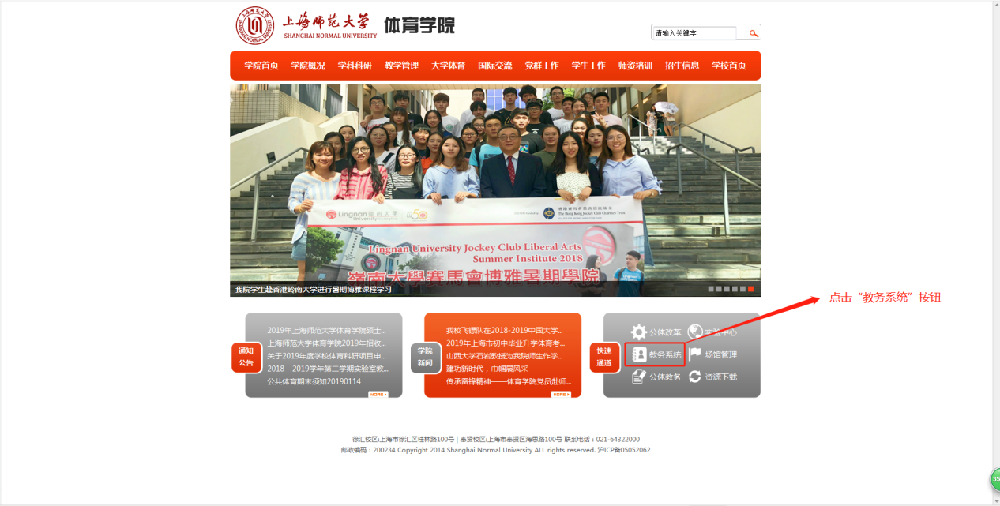 上海师范大学
SHANGHAI NORMAL UNIVERSITY
体育学院
请输入关键字
学院首页 学院概况 学科科研 教学管理 大学体育 国际交流 党群工作 学生工作 师资培训 招生信息 学校首页
Lingnan 嶺南大學
University
The Hong Kong Jockey Club Charities Trust
Lingnan University Jockey Club Liberal Arts
Summer Institute 2018
嶺南大學賽馬會博雅暑期學院
我院学生赴香港岭南大学进行暑期博雅课程学习
点击“教务系统”按钮
通知
公告
2019年上海师范大学体育学院硕士...
上海师范大学体育学院2019年招收...
关于2019年度学校体育科研项目申...
2018—2019学年第二学期实验室教...
公共体育期末须知20190114
MORE
学院
新闻
我校飞镖队在2018-2019中国大学...
2019年上海市初中毕业升学体育考...
山西大学石岩教授为我院师生作学...
建功新时代，巾帼展风采
传承雷锋精神——体育学院党员赴师...
MORE
快速
通道
公体改革 实验中心
教务系统 场馆管理
公体教务 资源下载
徐汇校区:上海市徐汇区桂林路100号 | 奉贤校区:上海市奉贤区海思路100号 联系电话：021-64322000
邮政编码：200234 Copyright 2014 Shanghai Normal University ALL rights reserved. 沪ICP备05052062
35